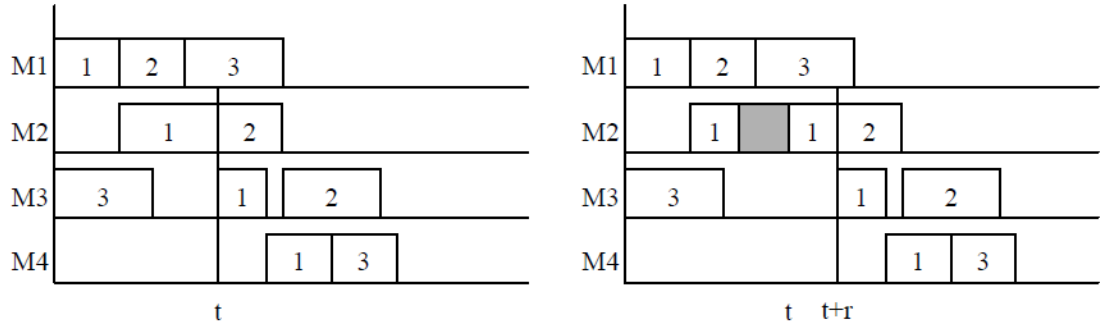 M1 1 2 3
M2 1 2
M3 3 1 2
M4 1 3
t
M1 1 2 3
M2 1 1 2
M3 3 1 2
M4 1 3
t t+r